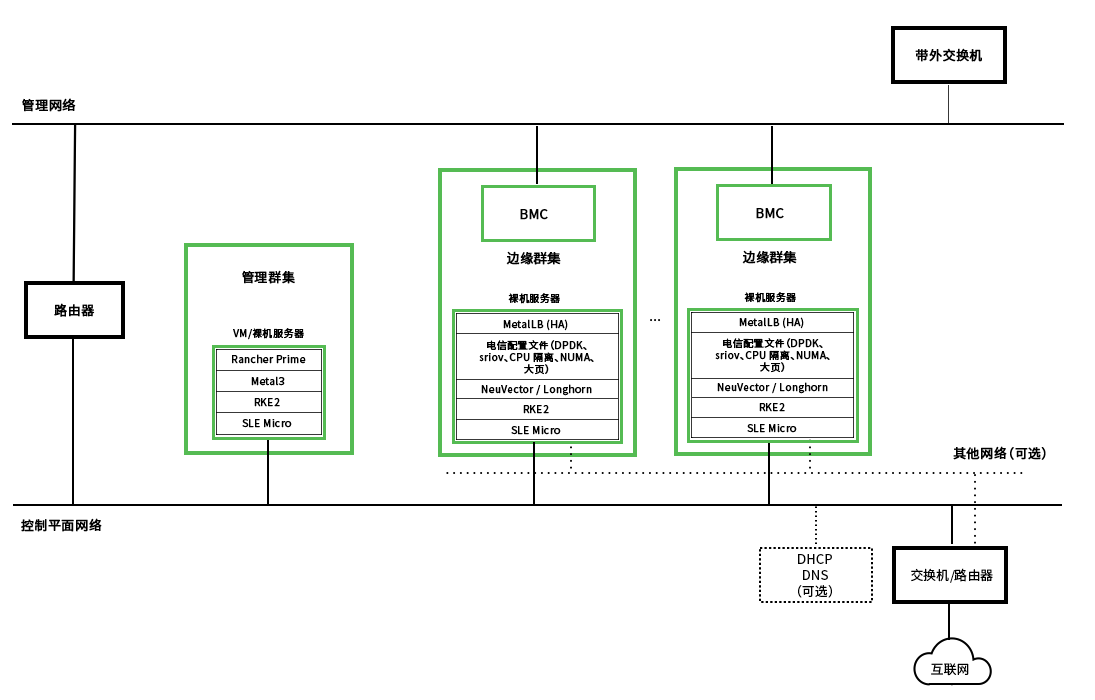 带外交换机
管理网络
BMC
BMC
边缘群集
边缘群集
管理群集
裸机服务器
裸机服务器
路由器
...
MetalLB (HA)
电信配置文件（DPDK、
sriov、CPU 隔离、NUMA、
大页）
NeuVector / Longhorn
RKE2
SLE Micro
MetalLB (HA)
电信配置文件（DPDK、
sriov、CPU 隔离、NUMA、
大页）
NeuVector / Longhorn
RKE2
SLE Micro
VM/裸机服务器
Rancher Prime
Metal3
RKE2
SLE Micro
其他网络（可选）
控制平面网络
DHCP
DNS
（可选）
交换机/路由器
互联网